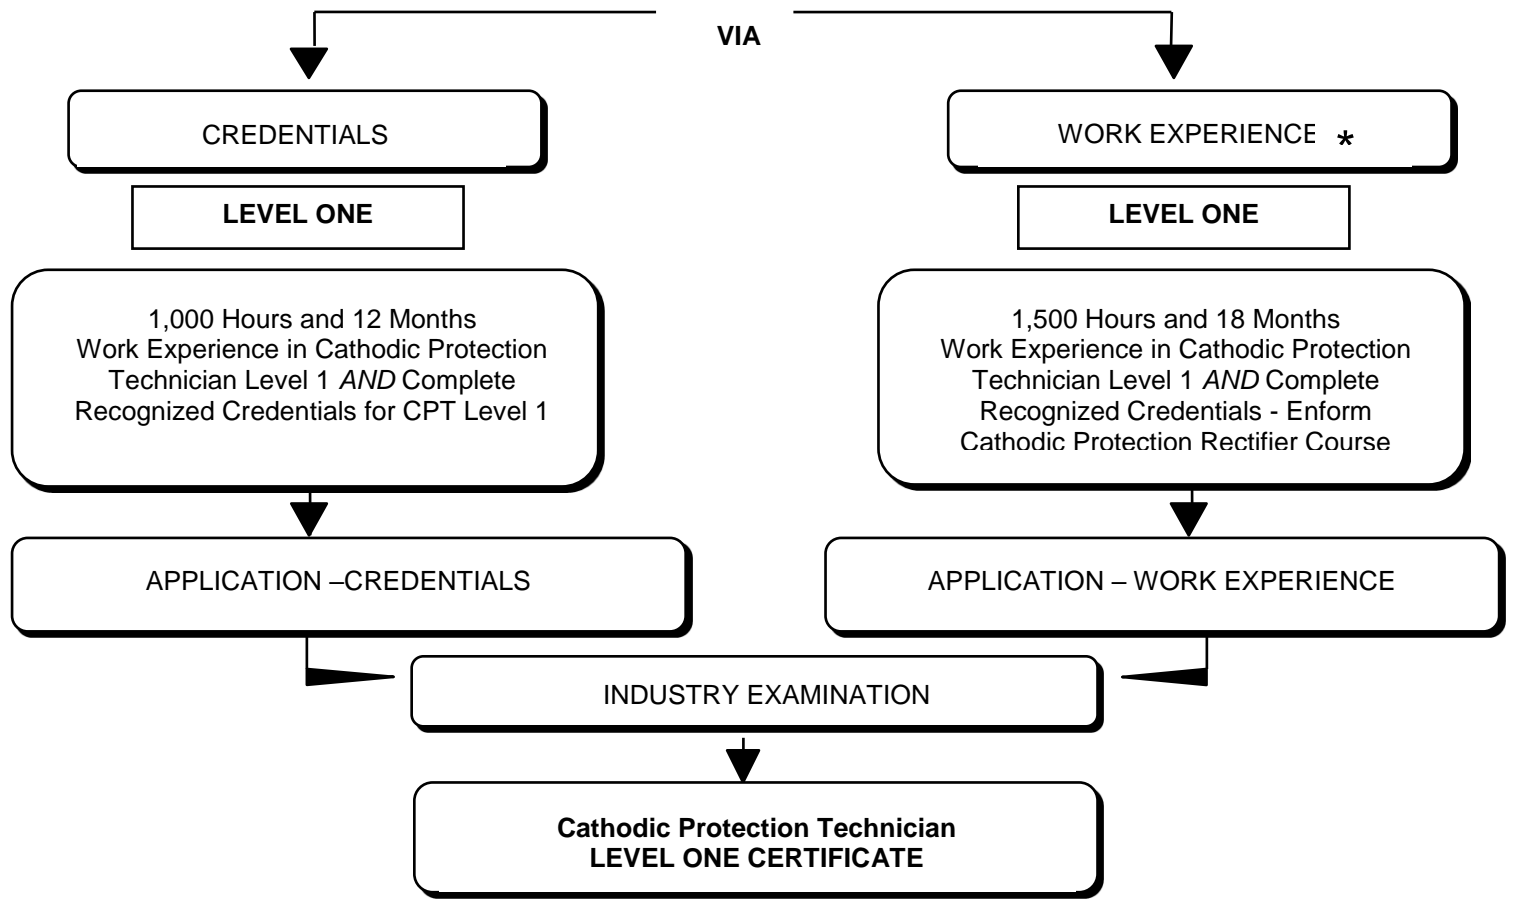 VIA
CREDENTIALS
WORK EXPERIENCE *
LEVEL ONE
LEVEL ONE
1,000 Hours and 12 Months
Work Experience in Cathodic Protection
Technician Level 1 AND Complete
Recognized Credentials for CPT Level 1
1,500 Hours and 18 Months
Work Experience in Cathodic Protection
Technician Level 1 AND Complete
Recognized Credentials - Enform
Cathodic Protection Rectifier Course
APPLICATION –CREDENTIALS
APPLICATION – WORK EXPERIENCE
INDUSTRY EXAMINATION
Cathodic Protection Technician
LEVEL ONE CERTIFICATE